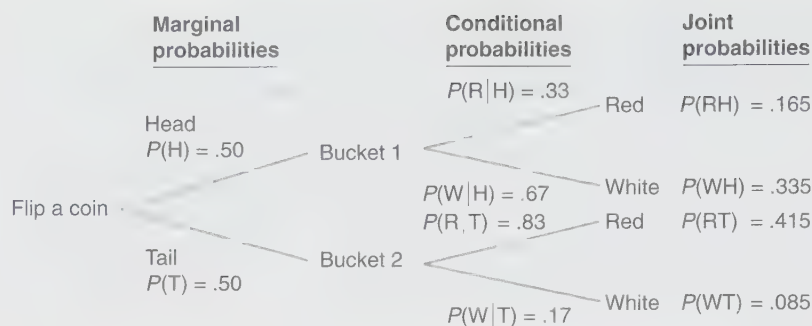 Marginal probabilities
Conditional probabilities
Joint probabilities
P(R|H) = .33
Red P(RH) = .165
Head
P(H) = .50
Bucket 1
P(W|H) = .67
White P(WH) = .335
Flip a coin
P(R,T) = .83
Red P(RT) = .415
Tail
P(T) = .50
Bucket 2
White P(WT) = .085
P(W|T) = .17